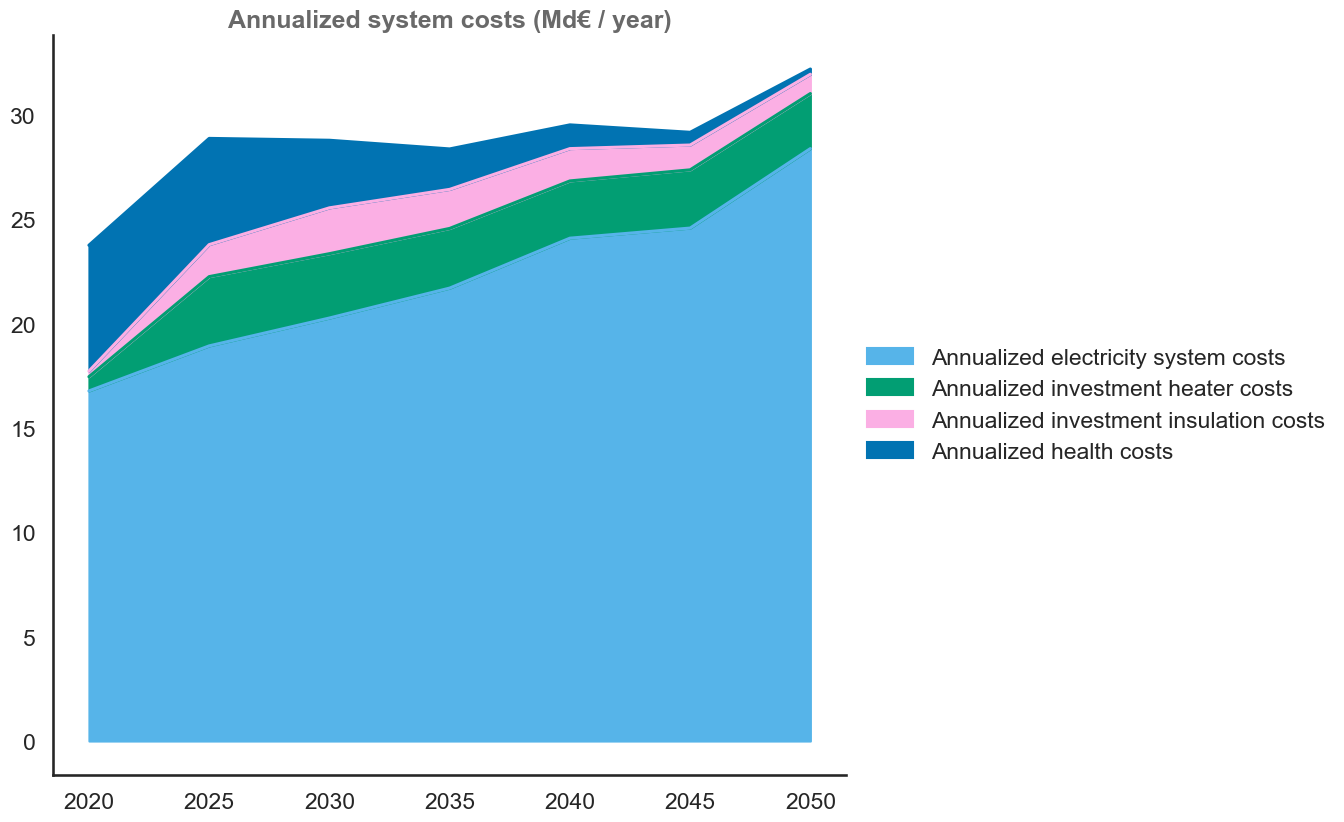 Annualized system costs (Md€ / year)
30
25
20
15
10
5
0
2020 2025 2030 2035 2040 2045 2050
Annualized electricity system costs
Annualized investment heater costs
Annualized investment insulation costs
Annualized health costs